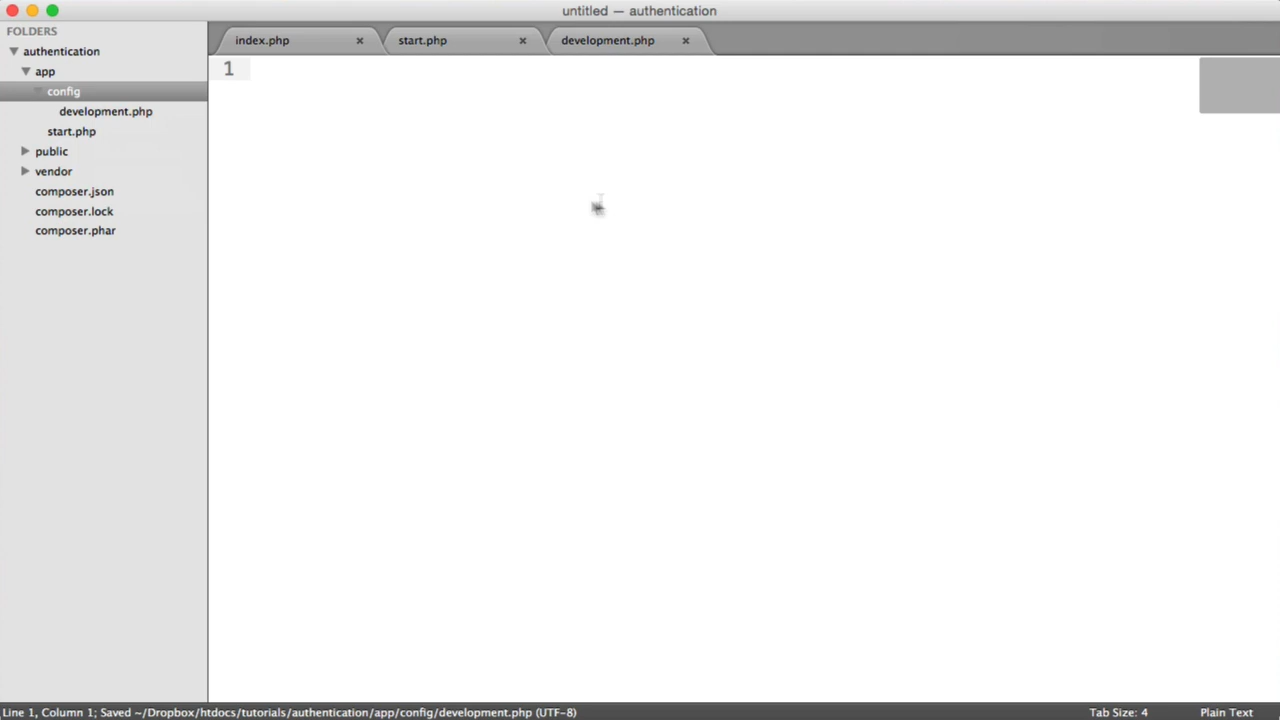 untitled — authentication
FOLDERS
authentication
app
config
development.php
start.php
public
vendor
composer.json
composer.lock
composer.phar
index.php
start.php
development.php
1
Line 1, Column 1; Saved ~/Dropbox/htdocs/tutorials/authentication/app/config/development.php (UTF-8)
Tab Size: 4
Plain Text